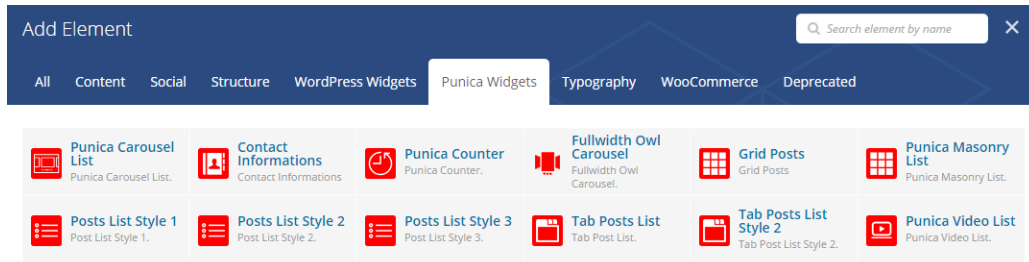 Add Element
Search element by name
All Content Social Structure WordPress Widgets Punica Widgets Typography WooCommerce Deprecated
Punica Carousel
List
Punica Carousel List.
Contact
Informations
Contact Informations
Punica Counter
Punica Counter.
Fullwidth Owl
Carousel
Fullwidth Owl
Carousel.
Grid Posts
Grid Posts
Punica Masonry
List
Punica Masonry List.
Posts List Style 1
Post List Style 1.
Posts List Style 2
Post List Style 2.
Posts List Style 3
Post List Style 3.
Tab Posts List
Tab Post List.
Tab Posts List
Style 2
Tab Post List Style 2.
Punica Video List
Punica Video List.